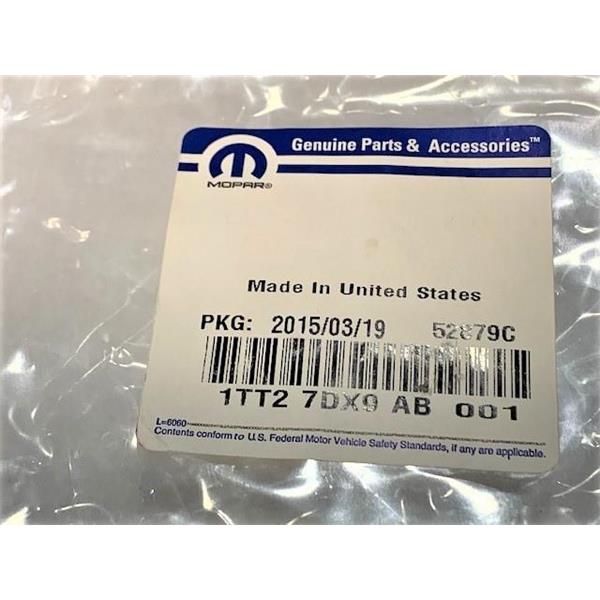 Genuine Parts & Accessories™
MOPAR®
Made In United States
PKG: 2015/03/19 52879C
1TT2 7DX9 AB 001
L=6060
Contents conform to U.S. Federal Motor Vehicle Safety Standards, if any are applicable.